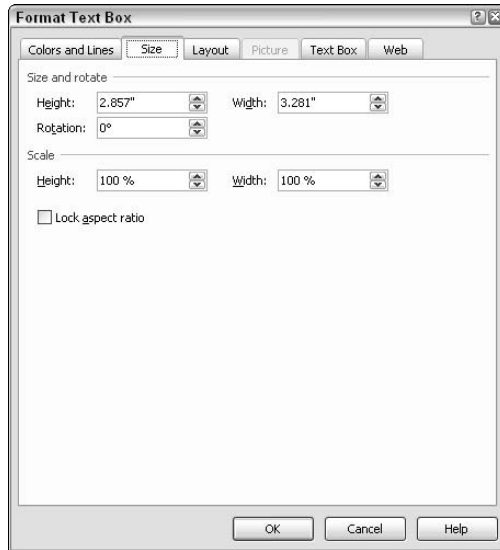 Format Text Box
Colors and Lines Size Layout Picture Text Box Web
Size and rotate
Height: 2.857" Width: 3.281"
Rotation: 0°
Scale
Height: 100 % Width: 100 %
Lock aspect ratio
OK Cancel Help